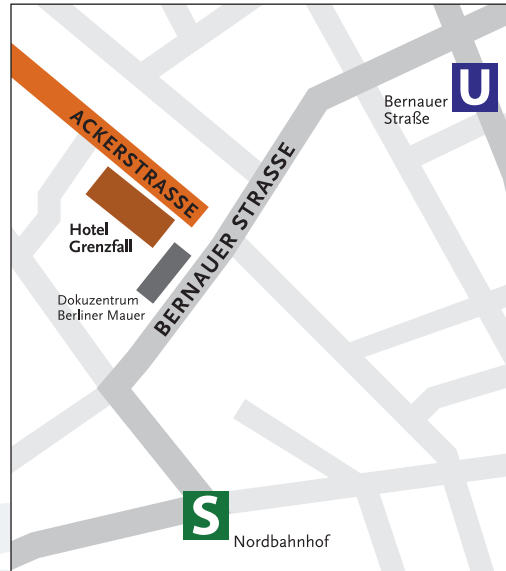 U
Bernauer
Straße
ACKERSTRASSE
BERNAUER STRASSE
Hotel
Grenzfall
Dokuzentrum
Berliner Mauer
S
Nordbahnhof